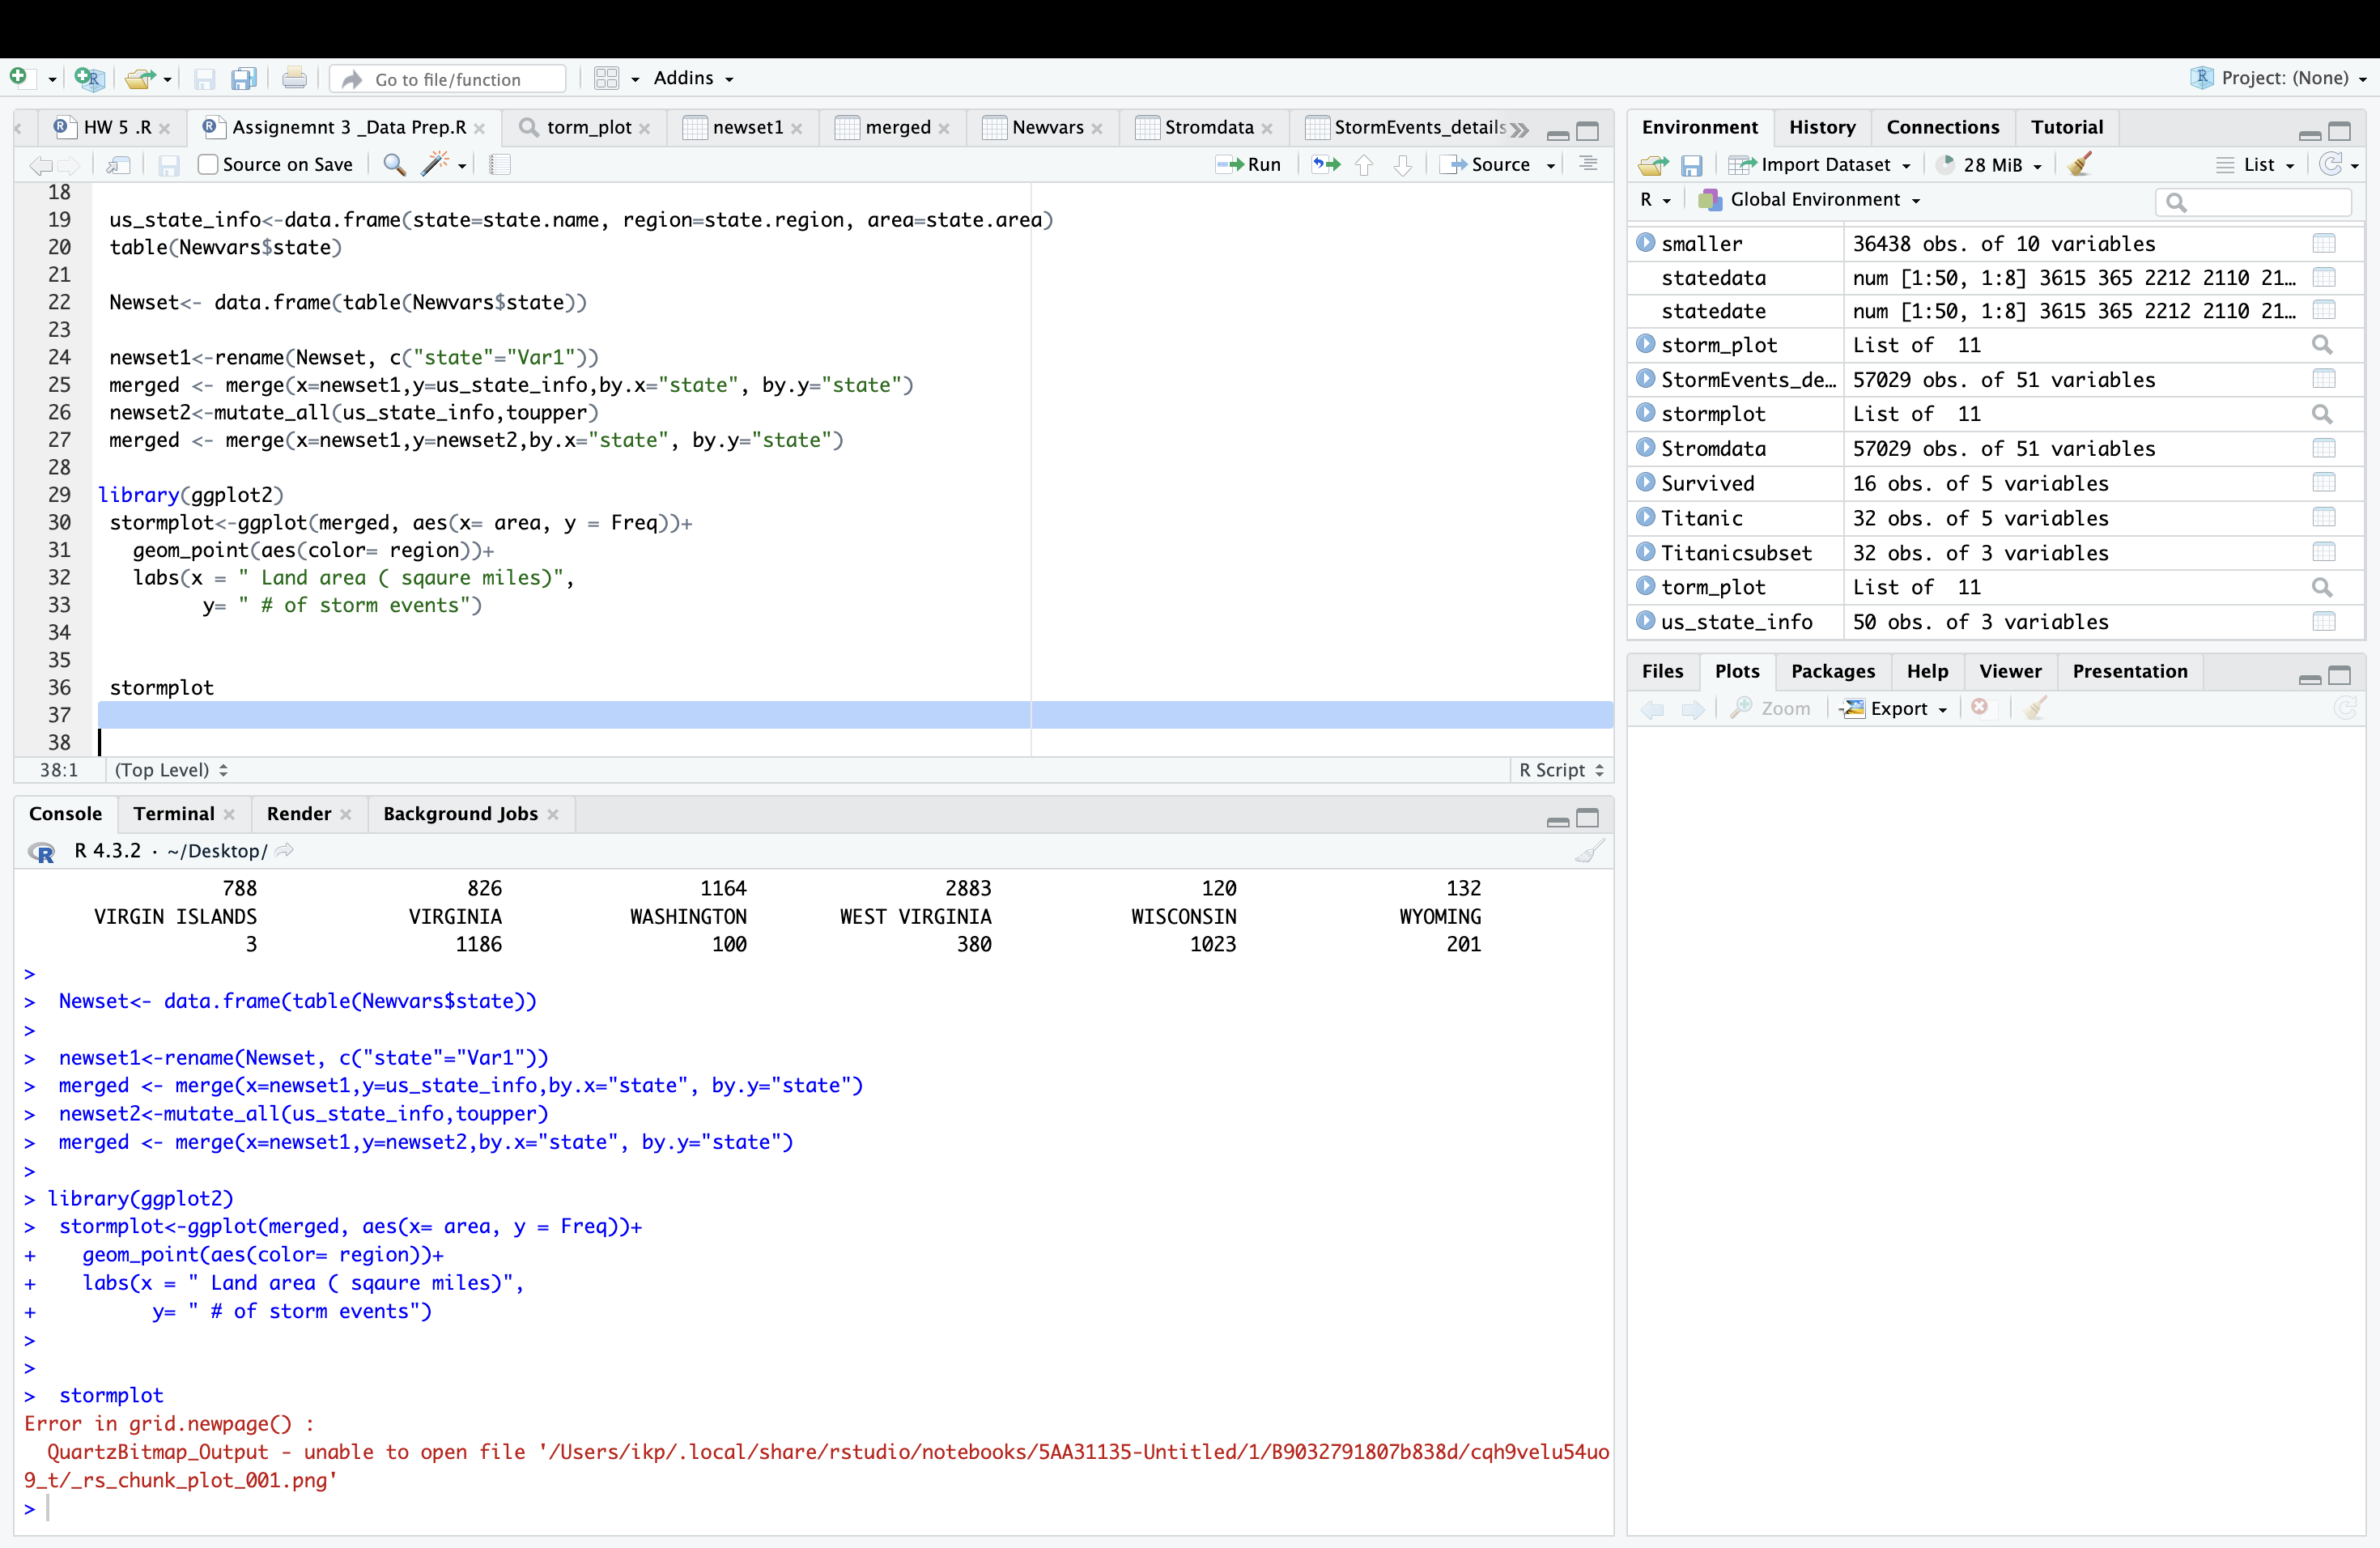 Go to file/function
Addins
Project: (None)
HW 5 .R
Assignemnt 3 _Data Prep.R
torm_plot
newset1
merged
Newvars
Stromdata
StormEvents_details
Source on Save
Run
Source
18
19 us_state_info<-data.frame(state=state.name, region=state.region, area=state.area)
20 table(Newvars$state)
21
22 Newset<- data.frame(table(Newvars$state))
23
24 newset1<-rename(Newset, c("state"="Var1"))
25 merged <- merge(x=newset1,y=us_state_info,by.x="state", by.y="state")
26 newset2<-mutate_all(us_state_info,toupper)
27 merged <- merge(x=newset1,y=newset2,by.x="state", by.y="state")
28
29 library(ggplot2)
30 stormplot<-ggplot(merged, aes(x= area, y = Freq))+
31 geom_point(aes(color= region))+
32 labs(x = " Land area ( sqaure miles)",
33 y= " # of storm events")
34
35
36 stormplot
37
38
38:1
(Top Level)
R Script
Console
Terminal
Render
Background Jobs
R 4.3.2 · ~/Desktop/
788 826 1164 2883 120 132
VIRGIN ISLANDS VIRGINIA WASHINGTON WEST VIRGINIA WISCONSIN WYOMING
3 1186 100 380 1023 201
>
> Newset<- data.frame(table(Newvars$state))
>
> newset1<-rename(Newset, c("state"="Var1"))
> merged <- merge(x=newset1,y=us_state_info,by.x="state", by.y="state")
> newset2<-mutate_all(us_state_info,toupper)
> merged <- merge(x=newset1,y=newset2,by.x="state", by.y="state")
>
> library(ggplot2)
> stormplot<-ggplot(merged, aes(x= area, y = Freq))+
+ geom_point(aes(color= region))+
+ labs(x = " Land area ( sqaure miles)",
+ y= " # of storm events")
>
>
> stormplot
Error in grid.newpage() :
QuartzBitmap_Output - unable to open file '/Users/ikp/.local/share/rstudio/notebooks/5AA31135-Untitled/1/B9032791807b838d/cqh9velu54uo
9_t/_rs_chunk_plot_001.png'
>
Environment
History
Connections
Tutorial
Import Dataset
28 MiB
List
R
Global Environment
smaller 36438 obs. of 10 variables
statedata num [1:50, 1:8] 3615 365 2212 2110 21…
statedate num [1:50, 1:8] 3615 365 2212 2110 21…
storm_plot List of 11
StormEvents_de… 57029 obs. of 51 variables
stormplot List of 11
Stromdata 57029 obs. of 51 variables
Survived 16 obs. of 5 variables
Titanic 32 obs. of 5 variables
Titanicsubset 32 obs. of 3 variables
torm_plot List of 11
us_state_info 50 obs. of 3 variables
Files
Plots
Packages
Help
Viewer
Presentation
Zoom
Export